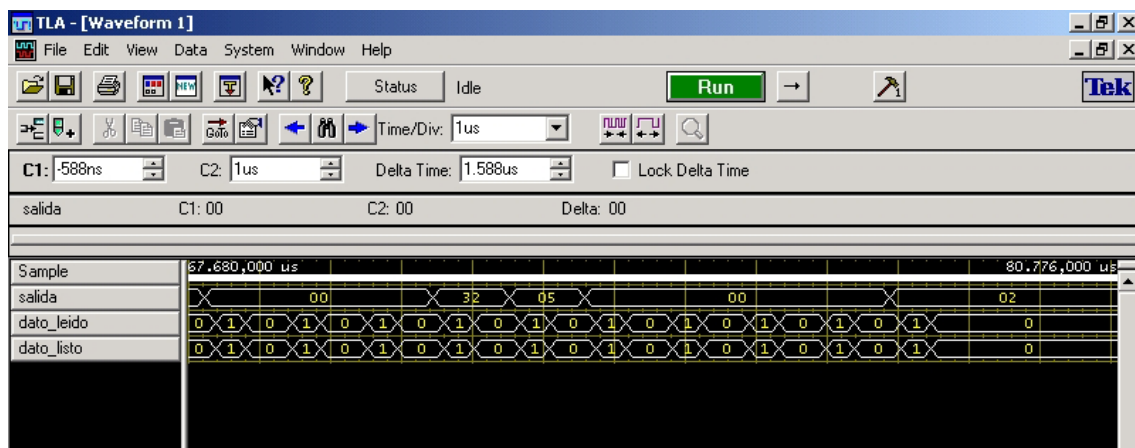 TLA - [Waveform 1]
File Edit View Data System Window Help
NEW Status Idle Run Tek
GoTo Time/Div: 1us
C1: -588ns C2: 1us Delta Time: 1.588us Lock Delta Time
salida C1: 00 C2: 00 Delta: 00
Sample 67.680,000 us 80.776,000 us
salida 00 32 05 00 02
dato_leido 0 1 0 1 0 1 0 1 0 1 0 1 0 1 0 1 0 1 0 1 0
dato_listo 0 1 0 1 0 1 0 1 0 1 0 1 0 1 0 1 0 1 0 1 0